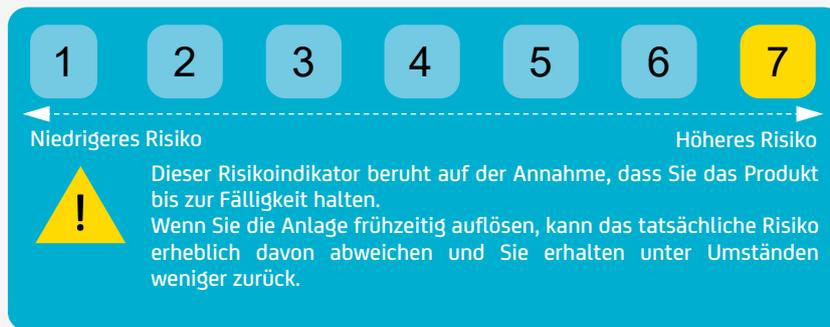 1 2 3 4 5 6 7
Niedrigeres Risiko Höheres Risiko
!
Dieser Risikoindikator beruht auf der Annahme, dass Sie das Produkt
bis zur Fälligkeit halten.
Wenn Sie die Anlage frühzeitig auflösen, kann das tatsächliche Risiko
erheblich davon abweichen und Sie erhalten unter Umständen
weniger zurück.